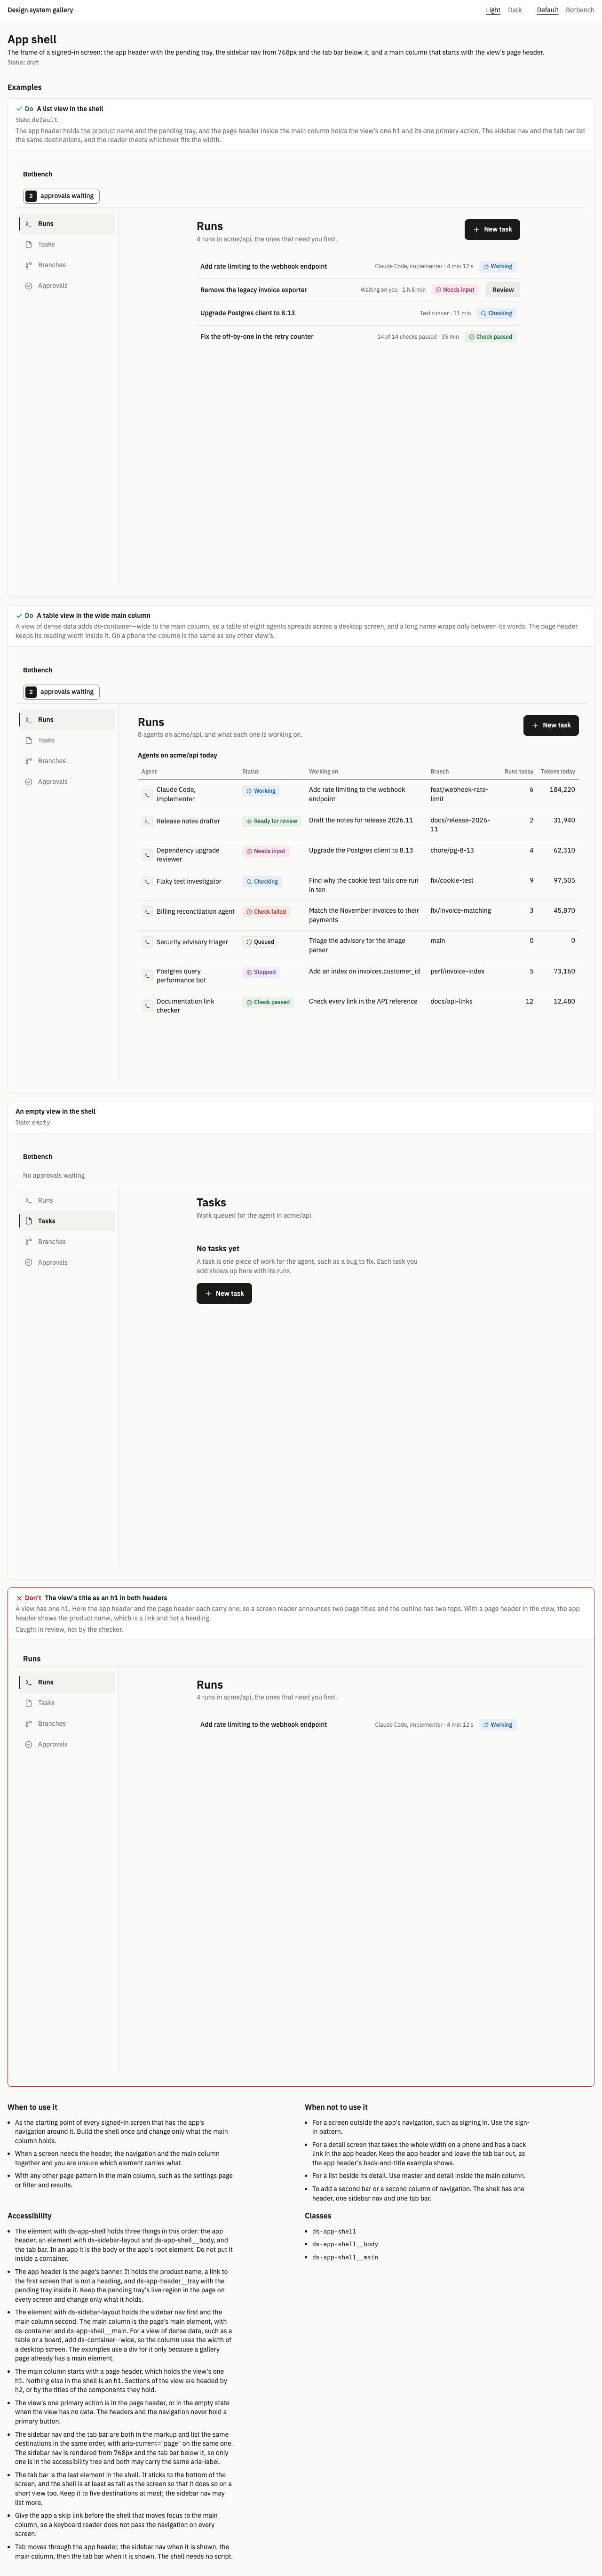 Design system gallery
Light Dark Default Botbench
App shell
The frame of a signed-in screen: the app header with the pending tray, the sidebar nav from 768px and the tab bar below it, and a main column that starts with the view's page header.
Status: draft
Examples
Do A list view in the shell
State: default
The app header holds the product name and the pending tray, and the page header inside the main column holds the view's one h1 and its one primary action. The sidebar nav and the tab bar list
the same destinations, and the reader meets whichever fits the width.
Botbench
2 approvals waiting
Runs
Tasks
Branches
Approvals
Runs
4 runs in acme/api, the ones that need you first.
New task
Add rate limiting to the webhook endpoint Claude Code, implementer · 4 min 12 s Working
Remove the legacy invoice exporter Waiting on you · 1 h 8 min Needs input Review
Upgrade Postgres client to 8.13 Test runner · 11 min Checking
Fix the off-by-one in the retry counter 14 of 14 checks passed · 35 min Check passed
Do A table view in the wide main column
A view of dense data adds ds-container--wide to the main column, so a table of eight agents spreads across a desktop screen, and a long name wraps only between its words. The page header
keeps its reading width inside it. On a phone the column is the same as any other view's.
Botbench
2 approvals waiting
Runs
Tasks
Branches
Approvals
Runs
8 agents on acme/api, and what each one is working on.
New task
Agents on acme/api today
Agent Status Working on Branch Runs today Tokens today
Claude Code, implementer Working Add rate limiting to the webhook endpoint feat/webhook-rate-limit 6 184,220
Release notes drafter Ready for review Draft the notes for release 2026.11 docs/release-2026-11 2 31,940
Dependency upgrade reviewer Needs input Upgrade the Postgres client to 8.13 chore/pg-8-13 4 62,310
Flaky test investigator Checking Find why the cookie test fails one run in ten fix/cookie-test 9 97,505
Billing reconciliation agent Check failed Match the November invoices to their payments fix/invoice-matching 3 45,870
Security advisory triager Queued Triage the advisory for the image parser main 0 0
Postgres query performance bot Stopped Add an index on invoices.customer_id perf/invoice-index 5 73,160
Documentation link checker Check passed Check every link in the API reference docs/api-links 12 12,480
An empty view in the shell
State: empty
Botbench
No approvals waiting
Runs
Tasks
Branches
Approvals
Tasks
Work queued for the agent in acme/api.
No tasks yet
A task is one piece of work for the agent, such as a bug to fix. Each task you
add shows up here with its runs.
New task
Don't The view's title as an h1 in both headers
A view has one h1. Here the app header and the page header each carry one, so a screen reader announces two page titles and the outline has two tops. With a page header in the view, the app
header shows the product name, which is a link and not a heading.
Caught in review, not by the checker.
Runs
Runs
Tasks
Branches
Approvals
Runs
4 runs in acme/api, the ones that need you first.
Add rate limiting to the webhook endpoint Claude Code, implementer · 4 min 12 s Working
When to use it
As the starting point of every signed-in screen that has the app's
navigation around it. Build the shell once and change only what the main
column holds.
When a screen needs the header, the navigation and the main column
together and you are unsure which element carries what.
With any other page pattern in the main column, such as the settings page
or filter and results.
When not to use it
For a screen outside the app's navigation, such as signing in. Use the sign-
in pattern.
For a detail screen that takes the whole width on a phone and has a back
link in the app header. Keep the app header and leave the tab bar out, as
the app header's back-and-title example shows.
For a list beside its detail. Use master and detail inside the main column.
To add a second bar or a second column of navigation. The shell has one
header, one sidebar nav and one tab bar.
Accessibility
The element with ds-app-shell holds three things in this order: the app
header, an element with ds-sidebar-layout and ds-app-shell__body, and
the tab bar. In an app it is the body or the app's root element. Do not put it
inside a container.
The app header is the page's banner. It holds the product name, a link to
the first screen that is not a heading, and ds-app-header__tray with the
pending tray inside it. Keep the pending tray's live region in the page on
every screen and change only what it holds.
The element with ds-sidebar-layout holds the sidebar nav first and the
main column second. The main column is the page's main element, with
ds-container and ds-app-shell__main. For a view of dense data, such as a
table or a board, add ds-container--wide, so the column uses the width of
a desktop screen. The examples use a div for it only because a gallery
page already has a main element.
The main column starts with a page header, which holds the view's one
h1. Nothing else in the shell is an h1. Sections of the view are headed by
h2, or by the titles of the components they hold.
The view's one primary action is in the page header, or in the empty state
when the view has no data. The headers and the navigation never hold a
primary button.
The sidebar nav and the tab bar are both in the markup and list the same
destinations in the same order, with aria-current="page" on the same one.
The sidebar nav is rendered from 768px and the tab bar below it, so only
one is in the accessibility tree and both may carry the same aria-label.
The tab bar is the last element in the shell. It sticks to the bottom of the
screen, and the shell is at least as tall as the screen so that it does so on a
short view too. Keep it to five destinations at most; the sidebar nav may
list more.
Give the app a skip link before the shell that moves focus to the main
column, so a keyboard reader does not pass the navigation on every
screen.
Tab moves through the app header, the sidebar nav when it is shown, the
main column, then the tab bar when it is shown. The shell needs no script.
Classes
ds-app-shell
ds-app-shell__body
ds-app-shell__main